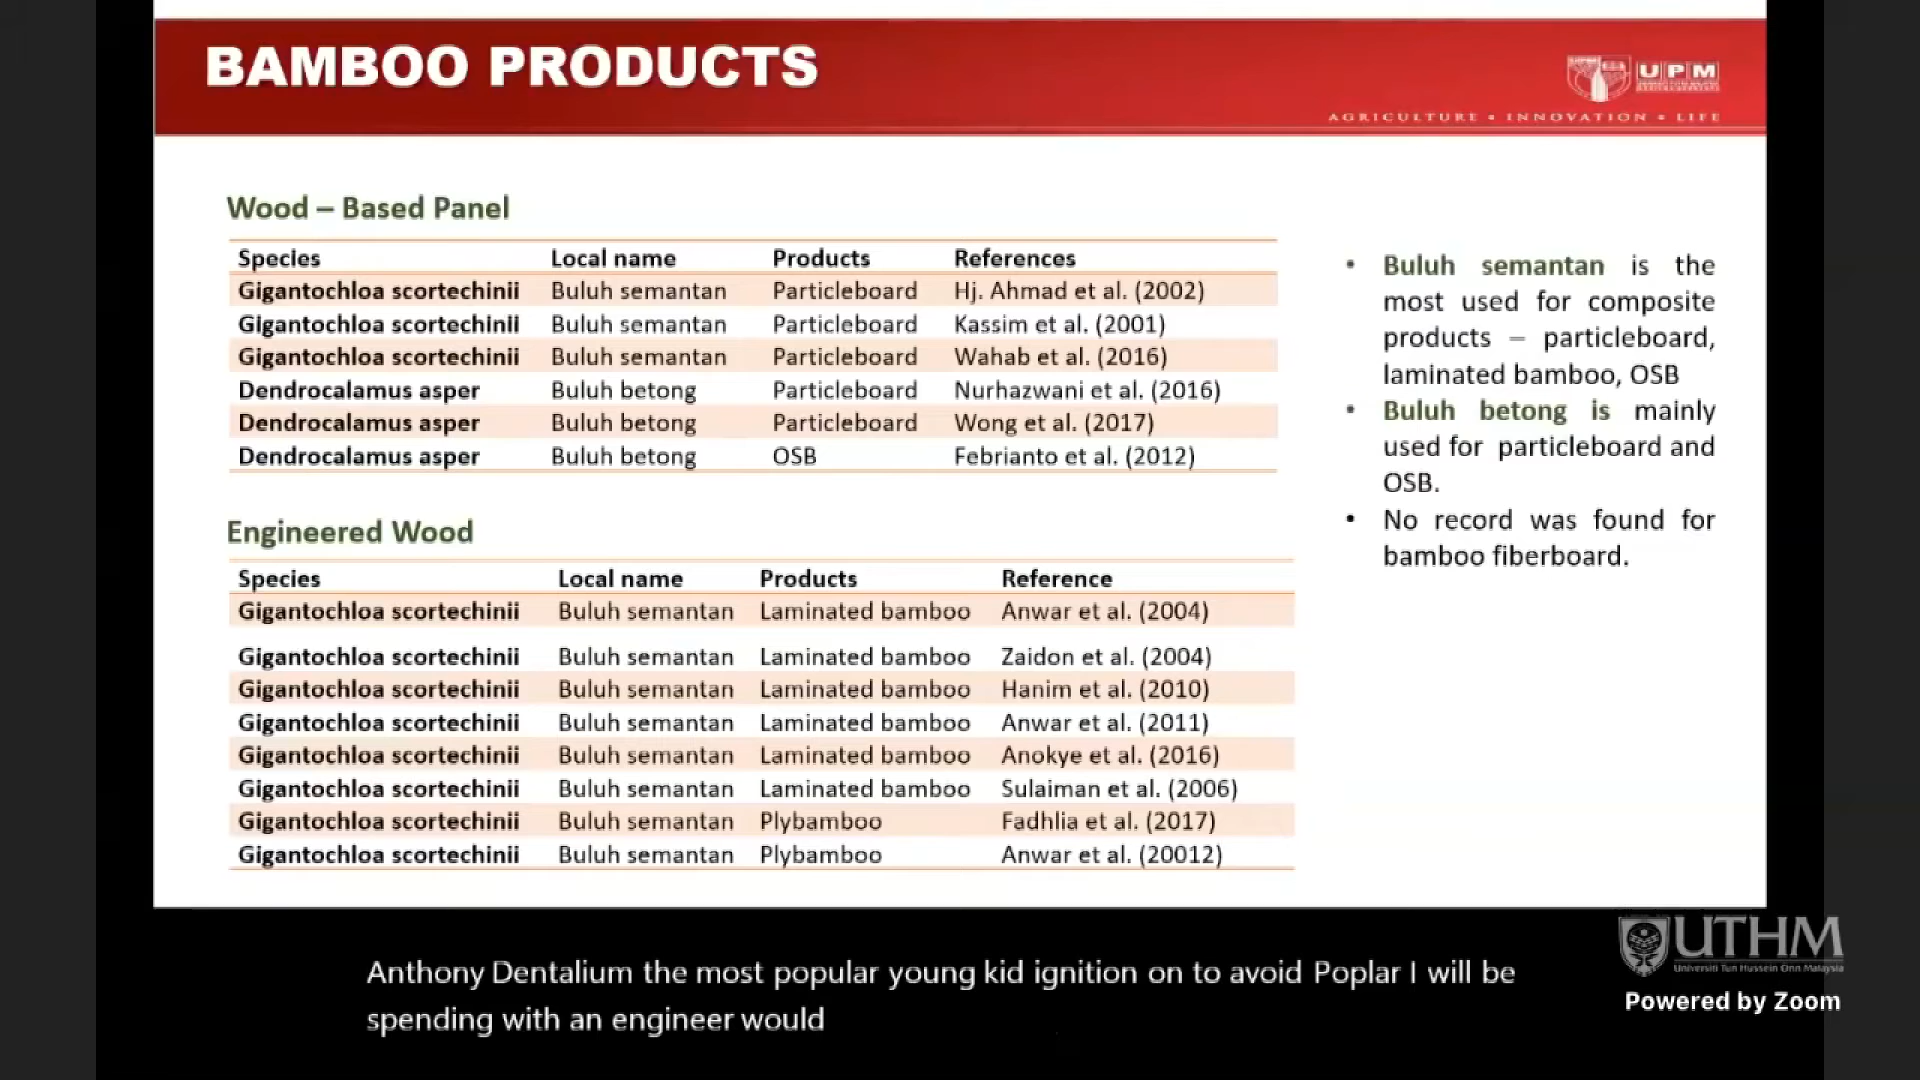 BAMBOO PRODUCTS
UPM
AGRICULTURE • INNOVATION • LIFE
Wood – Based Panel
Species Local name Products References
Gigantochloa scortechinii Buluh semantan Particleboard Hj. Ahmad et al. (2002)
Gigantochloa scortechinii Buluh semantan Particleboard Kassim et al. (2001)
Gigantochloa scortechinii Buluh semantan Particleboard Wahab et al. (2016)
Dendrocalamus asper Buluh betong Particleboard Nurhazwani et al. (2016)
Dendrocalamus asper Buluh betong Particleboard Wong et al. (2017)
Dendrocalamus asper Buluh betong OSB Febrianto et al. (2012)
Engineered Wood
Species Local name Products Reference
Gigantochloa scortechinii Buluh semantan Laminated bamboo Anwar et al. (2004)
Gigantochloa scortechinii Buluh semantan Laminated bamboo Zaidon et al. (2004)
Gigantochloa scortechinii Buluh semantan Laminated bamboo Hanim et al. (2010)
Gigantochloa scortechinii Buluh semantan Laminated bamboo Anwar et al. (2011)
Gigantochloa scortechinii Buluh semantan Laminated bamboo Anokye et al. (2016)
Gigantochloa scortechinii Buluh semantan Laminated bamboo Sulaiman et al. (2006)
Gigantochloa scortechinii Buluh semantan Plybamboo Fadhlia et al. (2017)
Gigantochloa scortechinii Buluh semantan Plybamboo Anwar et al. (20012)
• Buluh semantan is the
most used for composite
products – particleboard,
laminated bamboo, OSB
• Buluh betong is mainly
used for particleboard and
OSB.
• No record was found for
bamboo fiberboard.
Anthony Dentalium the most popular young kid ignition on to avoid Poplar I will be
spending with an engineer would
UTHM
Universiti Tun Hussein Onn Malaysia
Powered by Zoom